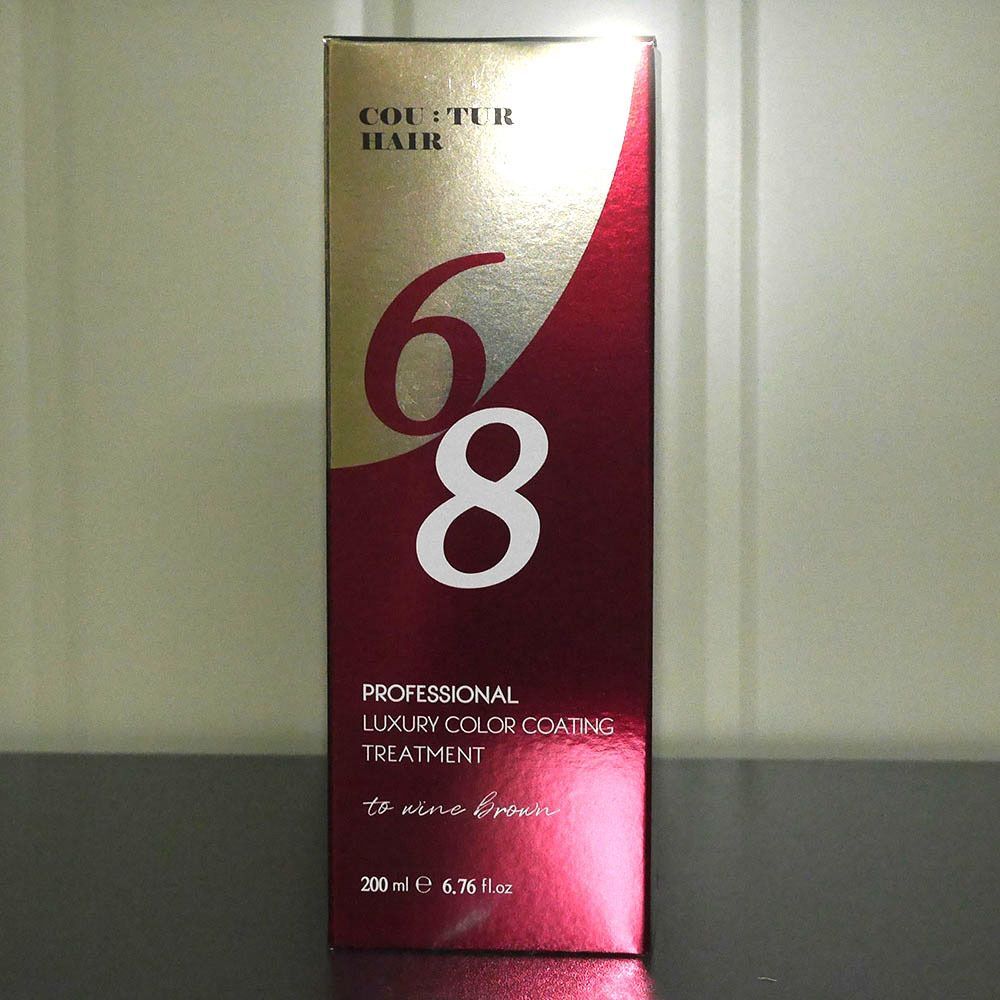 COU:TUR
HAIR
6
8
PROFESSIONAL
LUXURY COLOR COATING
TREATMENT
to wine brown
200 ml ℮ 6.76 fl.oz